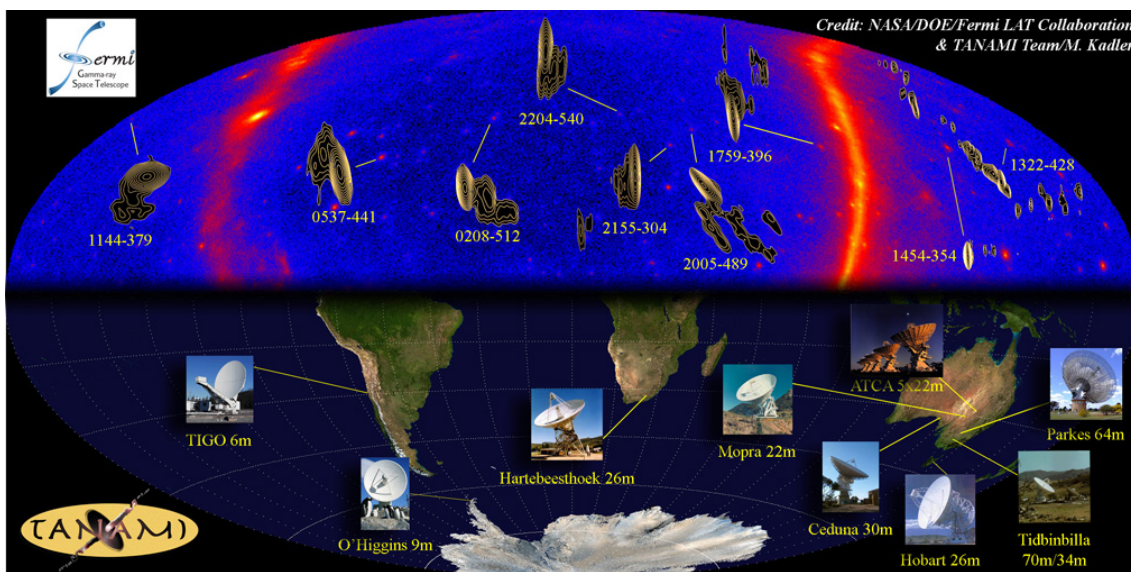 Credit: NASA/DOE/Fermi LAT Collaboration
& TANAMI Team/M. Kadler
Fermi
Gamma-ray
Space Telescope
2204-540
1759-396
1322-428
0537-441
1144-379
0208-512
2155-304
2005-489
1454-354
ATCA 5x22m
TIGO 6m
Mopra 22m
Parkes 64m
Hartebeesthoek 26m
Ceduna 30m
O'Higgins 9m
Hobart 26m
Tidbinbilla
70m/34m
TANAMI